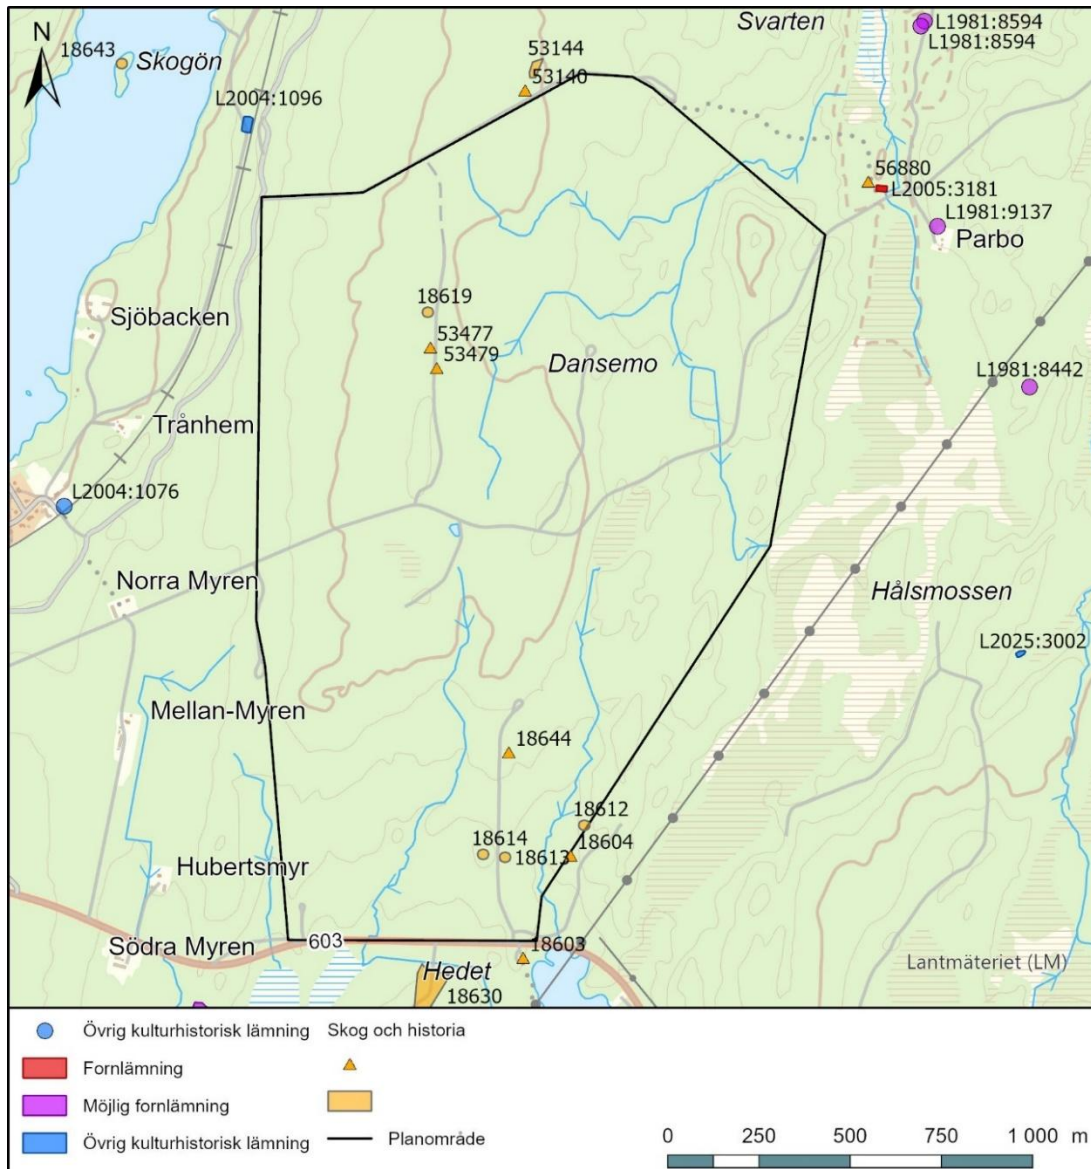 N
Svarten
L1981:8594
L1981:8594
18643
Skogön
53144
53140
L2004:1096
56880
L2005:3181
L1981:9137
Parbo
18619
Sjöbacken
53477
53479
Dansemo
L1981:8442
Trånhem
L2004:1076
Norra Myren
Hålsmossen
L2025:3002
Mellan-Myren
18644
18612
18614
18613
18604
Hubertsmyr
Södra Myren
603
18603
Hedet
18630
Lantmäteriet (LM)
Övrig kulturhistorisk lämning
Skog och historia
Fornlämning
Möjlig fornlämning
Övrig kulturhistorisk lämning
Planområde
0 250 500 750 1 000 m